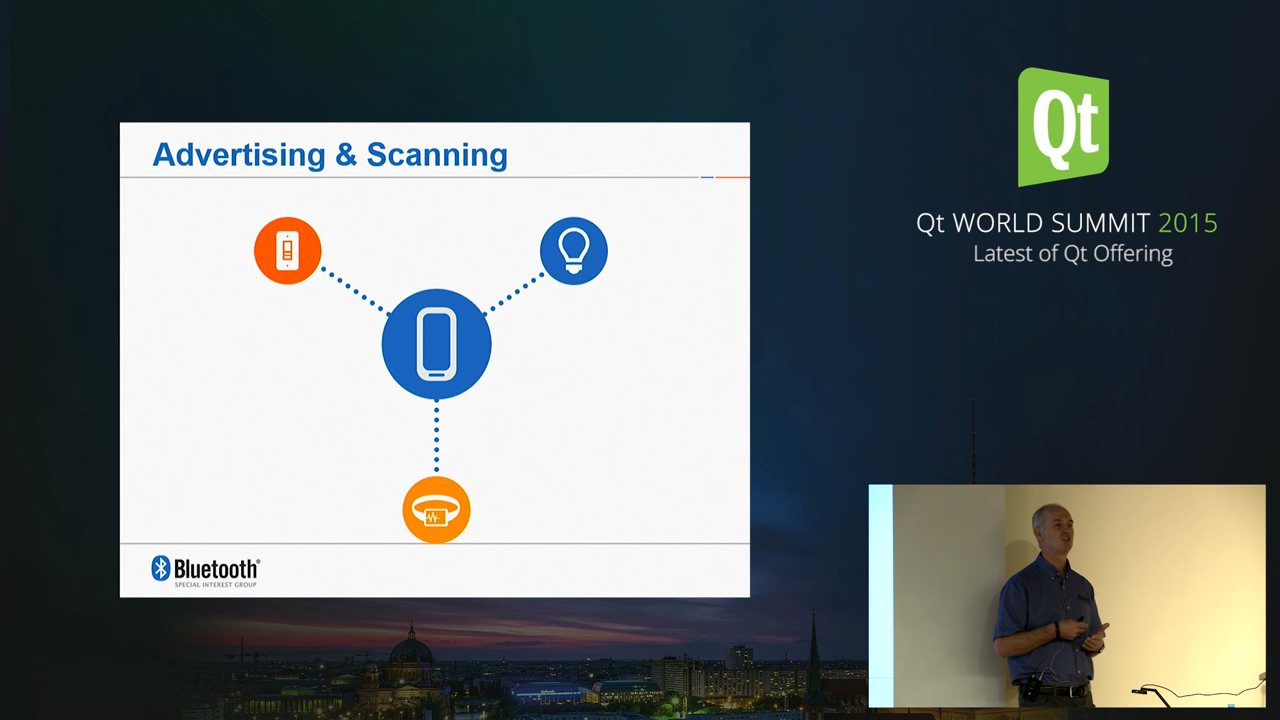 Advertising & Scanning
Bluetooth®
SPECIAL INTEREST GROUP
Qt
Qt WORLD SUMMIT 2015
Latest of Qt Offering